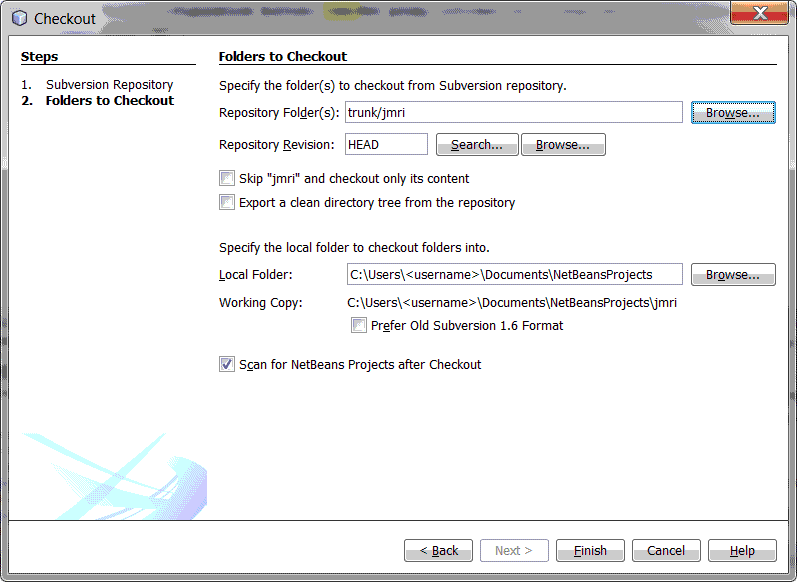 Checkout
Steps
1. Subversion Repository
2. Folders to Checkout
Folders to Checkout
Specify the folder(s) to checkout from Subversion repository.
Repository Folder(s): trunk/jmri Browse...
Repository Revision: HEAD Search... Browse...
Skip "jmri" and checkout only its content
Export a clean directory tree from the repository
Specify the local folder to checkout folders into.
Local Folder: C:\Users\<username>\Documents\NetBeansProjects Browse...
Working Copy: C:\Users\<username>\Documents\NetBeansProjects\jmri
Prefer Old Subversion 1.6 Format
Scan for NetBeans Projects after Checkout
< Back Next > Finish Cancel Help